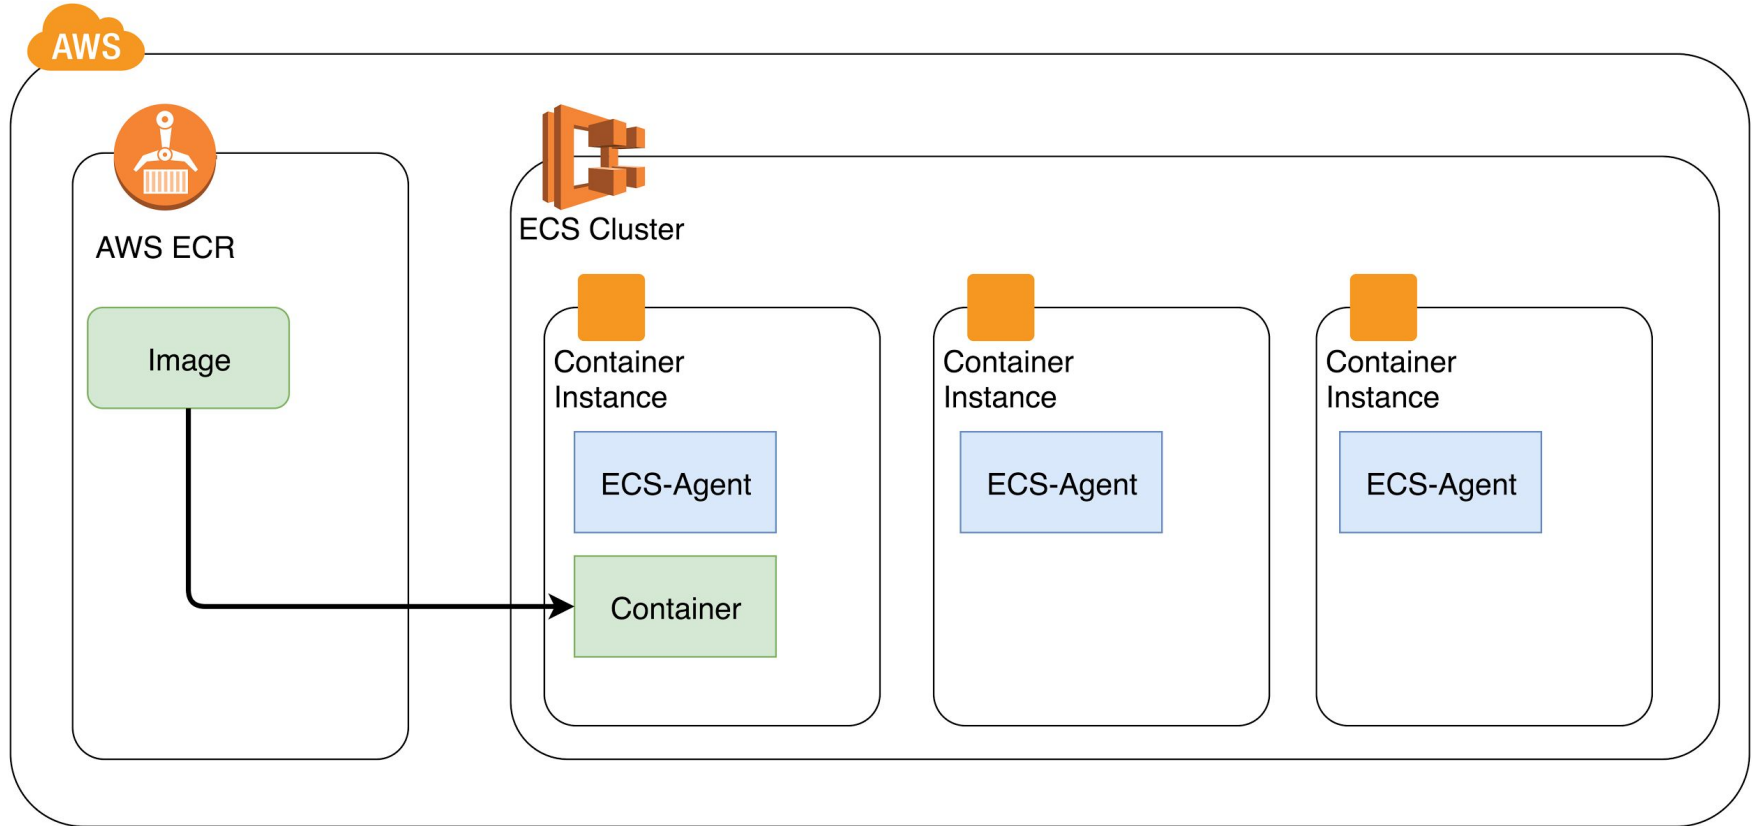 AWS
AWS ECR
Image
ECS Cluster
Container
Instance
ECS-Agent
Container
Container
Instance
ECS-Agent
Container
Instance
ECS-Agent